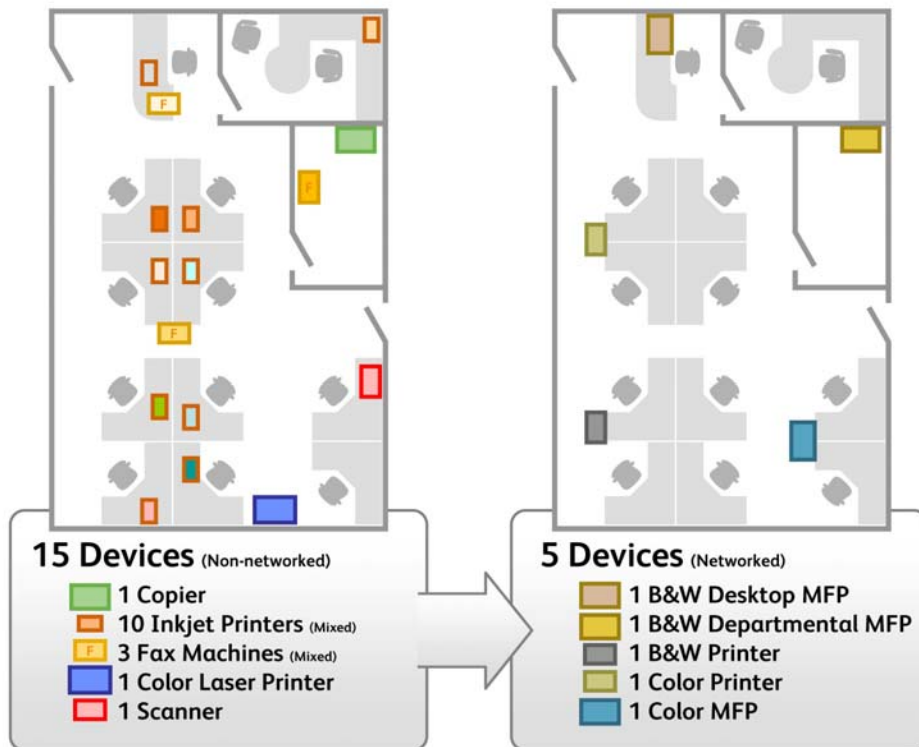 F
F
F
15 Devices (Non-networked)
1 Copier
10 Inkjet Printers (Mixed)
F 3 Fax Machines (Mixed)
1 Color Laser Printer
1 Scanner
5 Devices (Networked)
1 B&W Desktop MFP
1 B&W Departmental MFP
1 B&W Printer
1 Color Printer
1 Color MFP